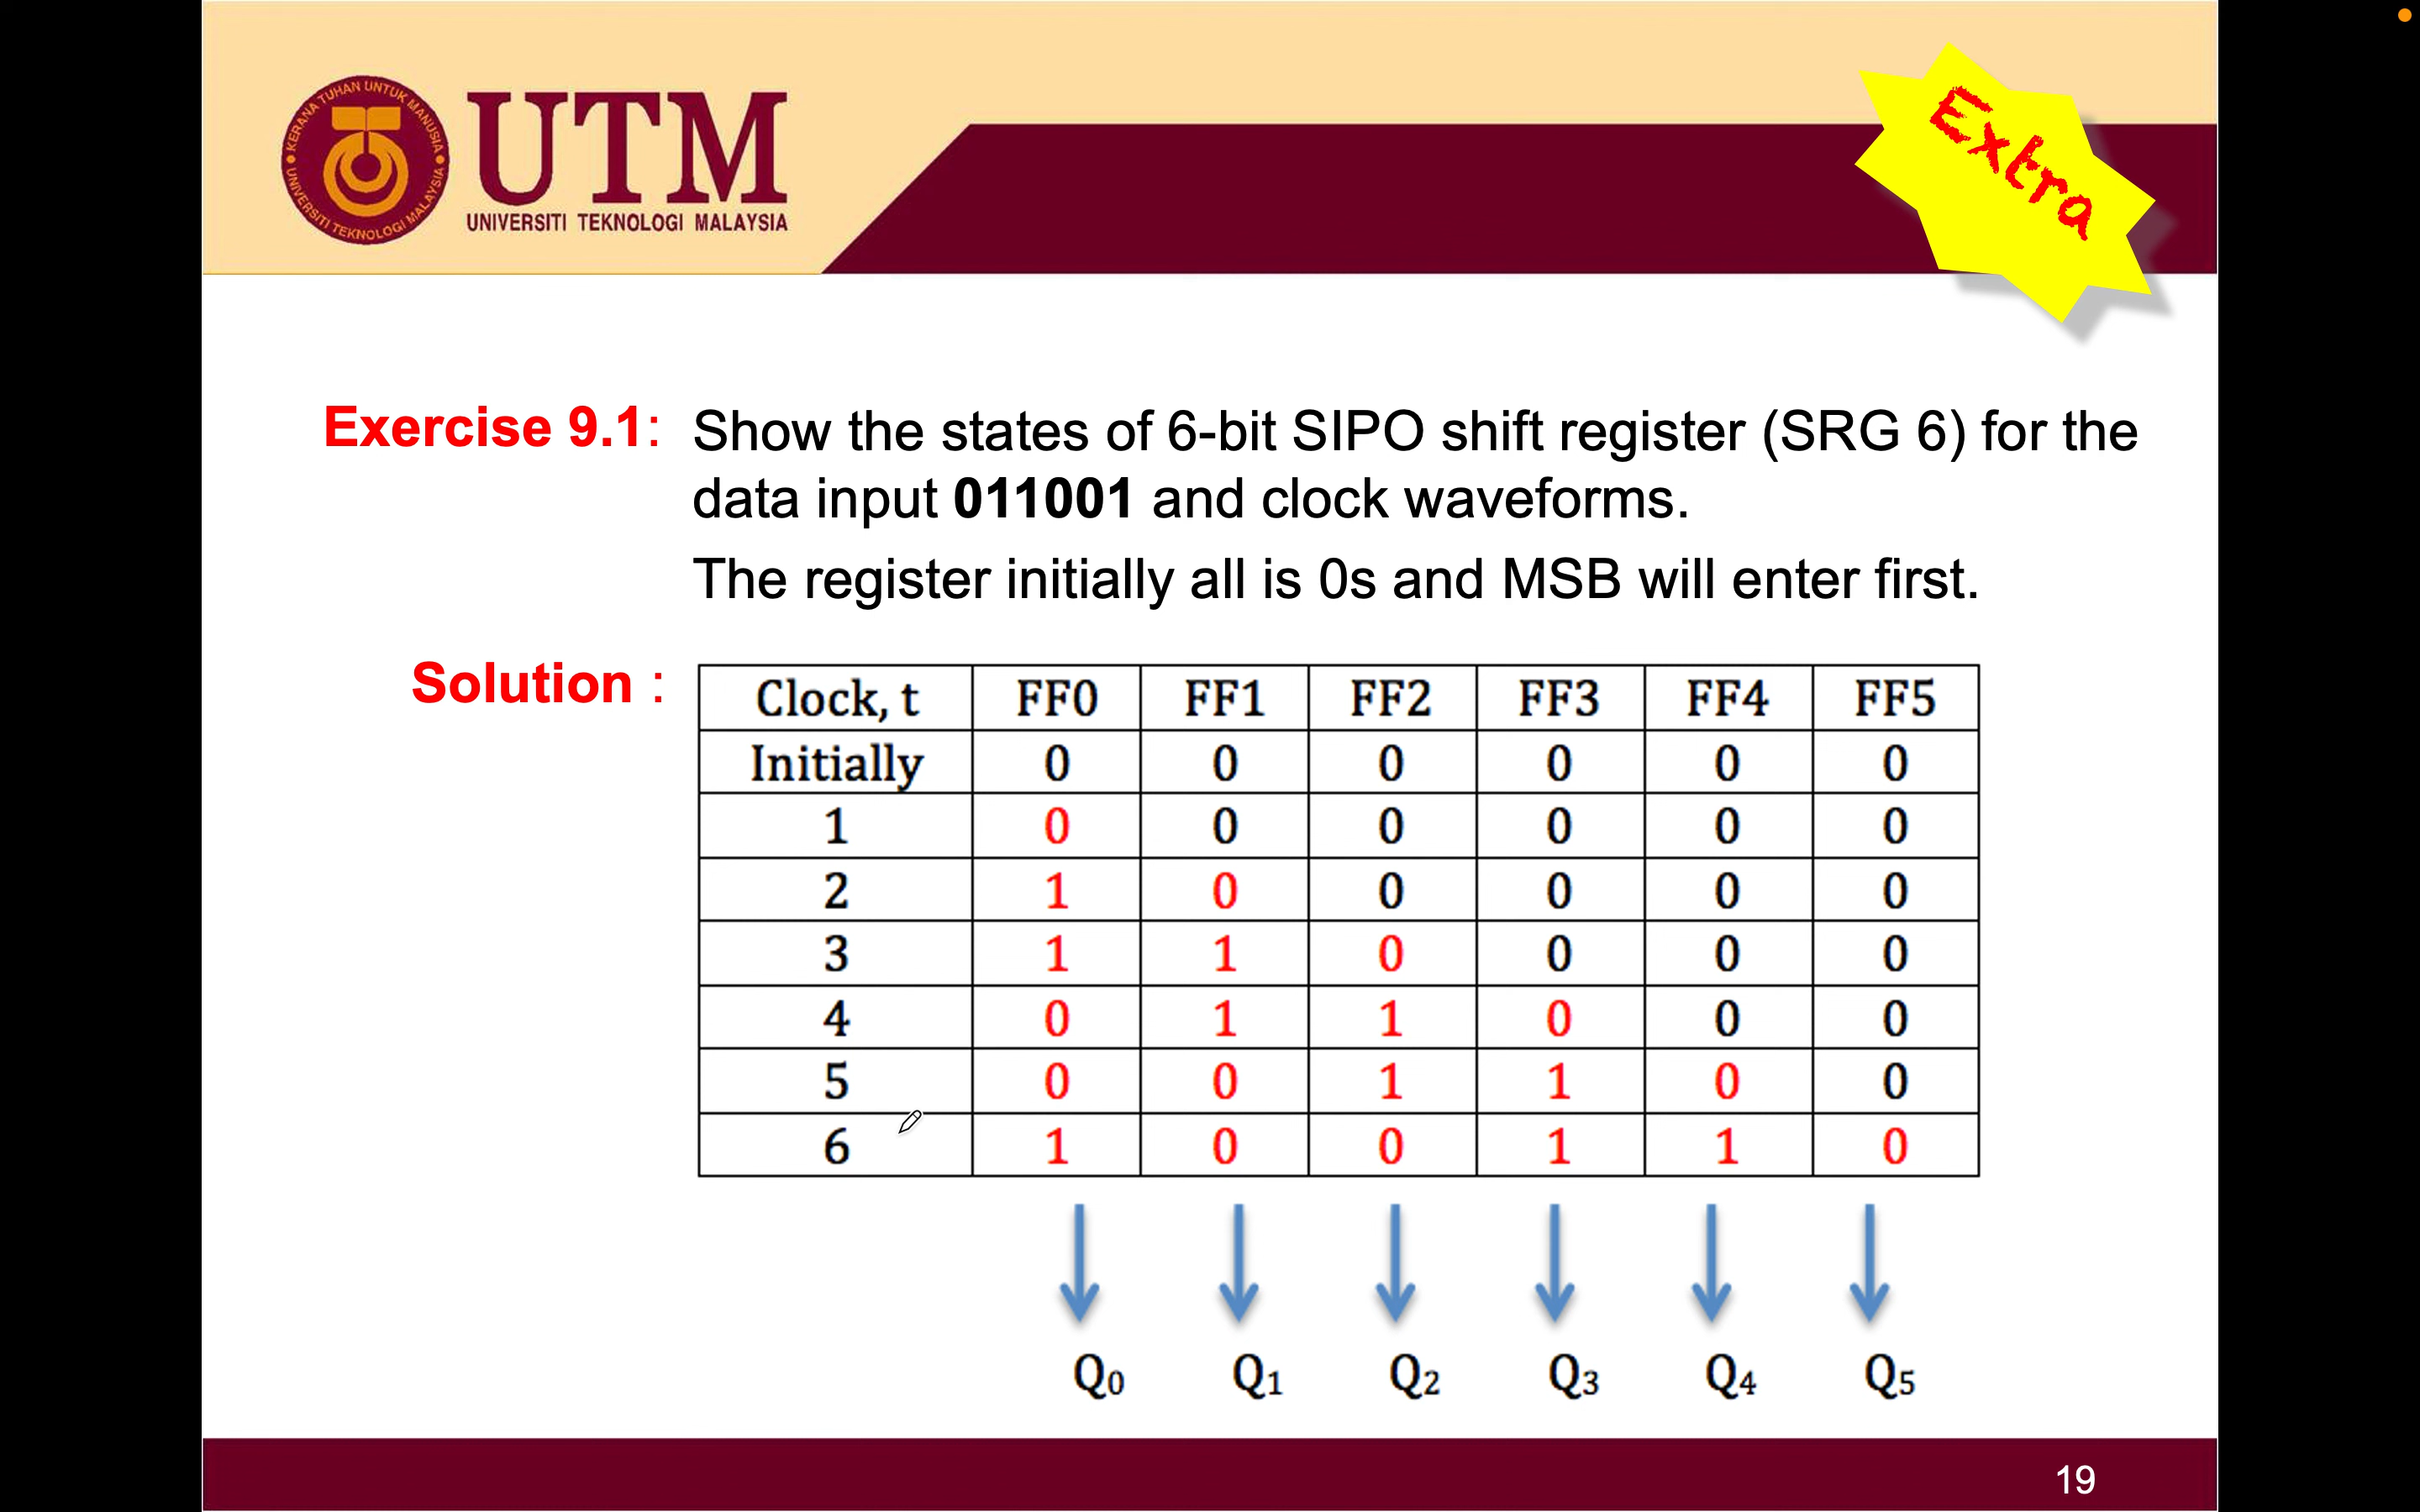 KERANA TUHAN UNTUK MANUSIA
UNIVERSITI TEKNOLOGI MALAYSIA
UTM
UNIVERSITI TEKNOLOGI MALAYSIA
Extra
Exercise 9.1: Show the states of 6-bit SIPO shift register (SRG 6) for the
data input 011001 and clock waveforms.
The register initially all is 0s and MSB will enter first.
Solution :
Clock, t FF0 FF1 FF2 FF3 FF4 FF5
Initially 0 0 0 0 0 0
1 0 0 0 0 0 0
2 1 0 0 0 0 0
3 1 1 0 0 0 0
4 0 1 1 0 0 0
5 0 0 1 1 0 0
6 1 0 0 1 1 0
Q₀ Q₁ Q₂ Q₃ Q₄ Q₅
19